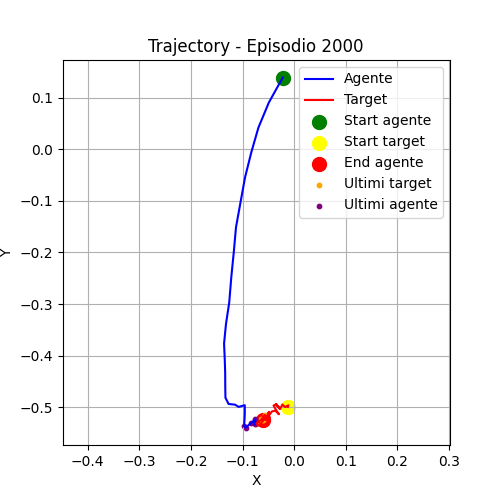 Trajectory - Episodio 2000
Agente
Target
Start agente
Start target
End agente
Ultimi target
Ultimi agente
0.1
0.0
−0.1
−0.2
−0.3
−0.4
−0.5
Y
−0.4 −0.3 −0.2 −0.1 0.0 0.1 0.2 0.3
X